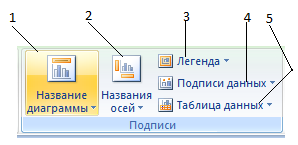 1 2 3 4 5
Название диаграммы
Названия осей
Легенда
Подписи данных
Таблица данных
Подписи